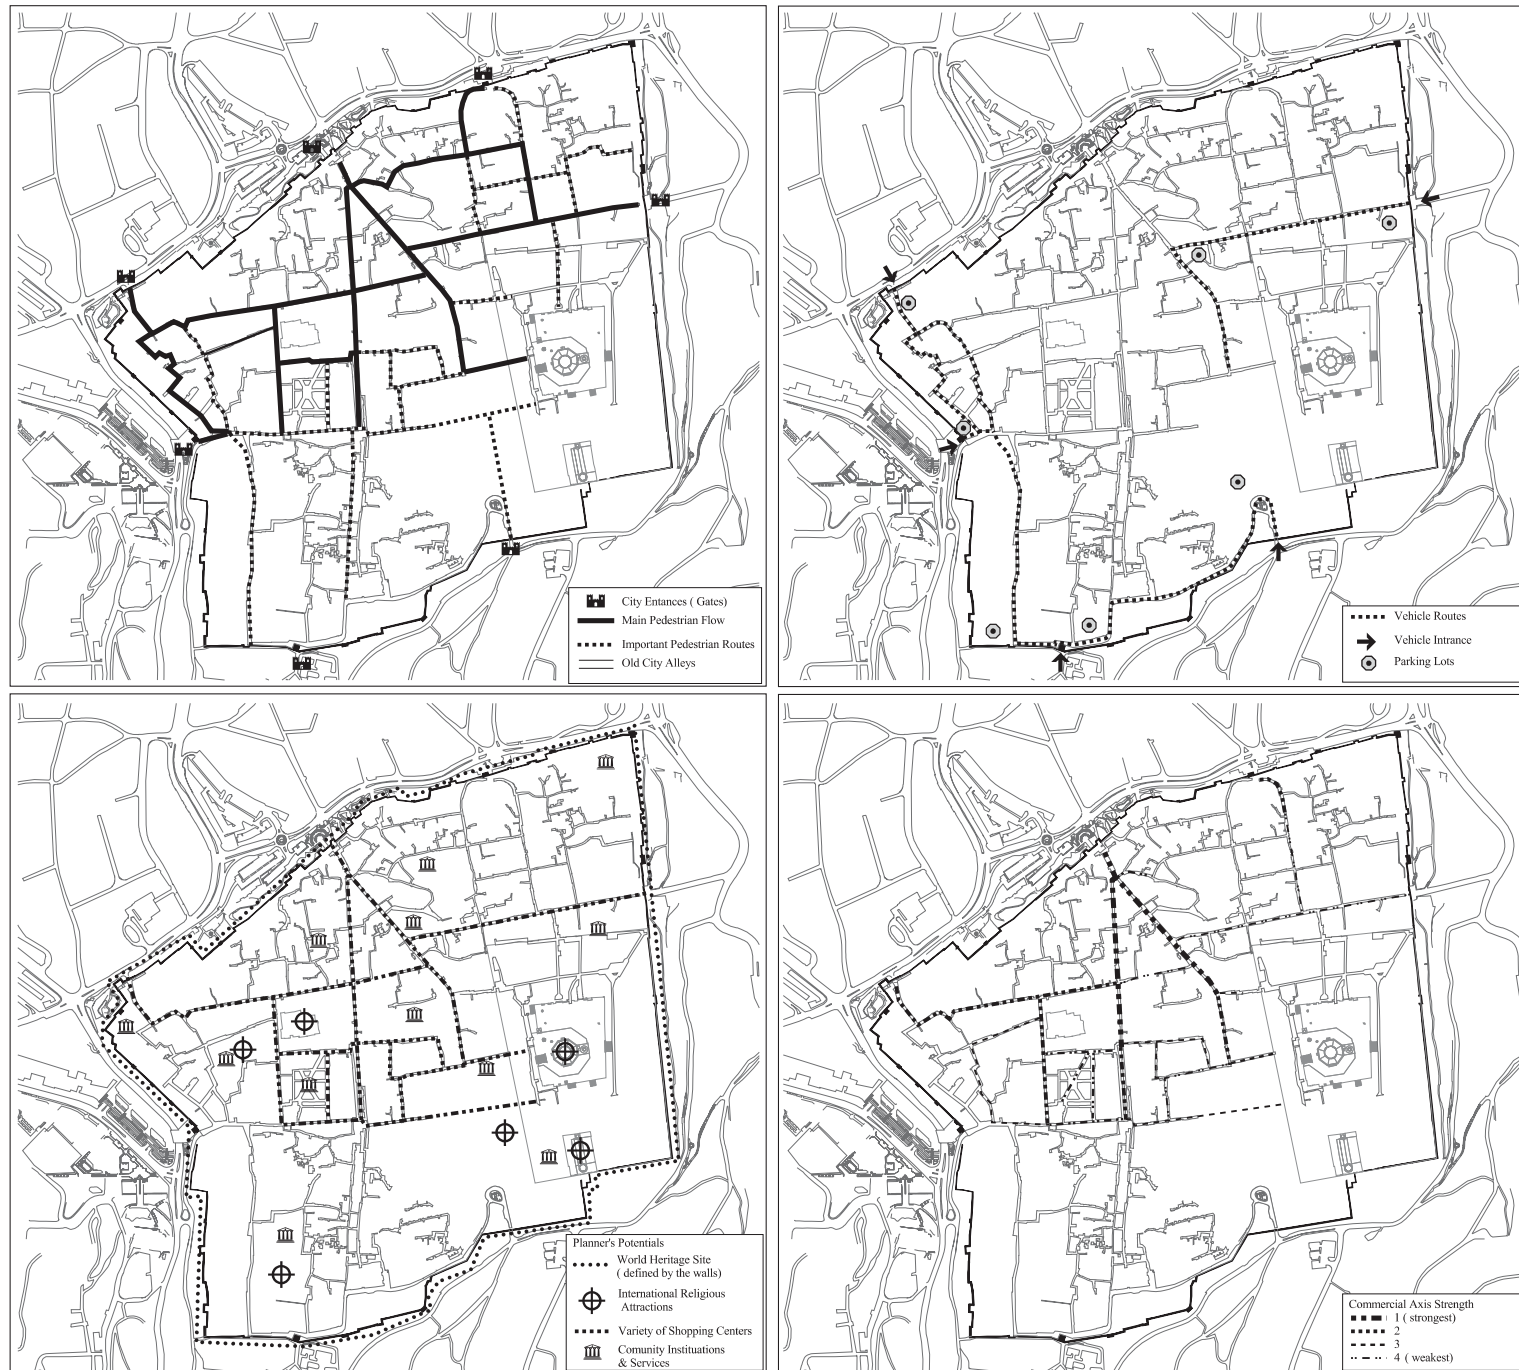 City Entances ( Gates)
Main Pedestrian Flow
Important Pedestrian Routes
Old City Alleys
Vehicle Routes
Vehicle Intrance
Parking Lots
Planner's Potentials
World Heritage Site
( defined by the walls)
International Religious
Attractions
Variety of Shopping Centers
Comunity Instituations
& Services
Commercial Axis Strength
1 ( strongest)
2
3
4 ( weakest)